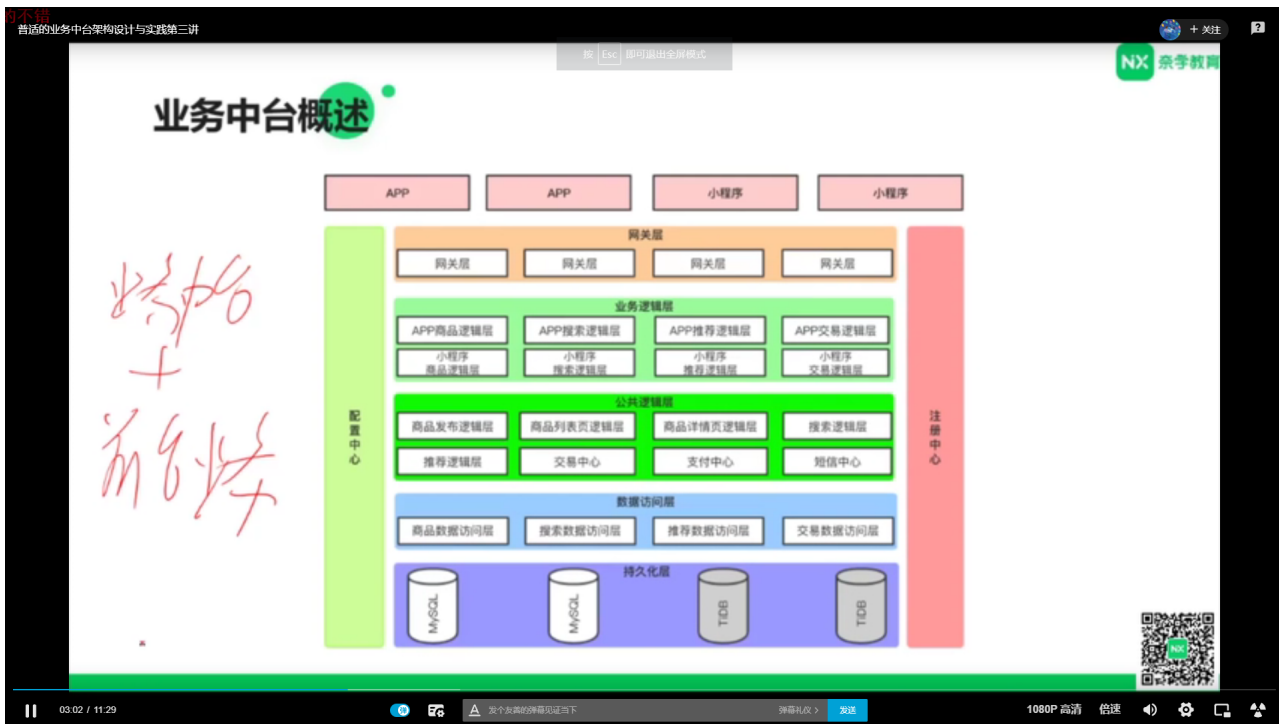 的不错
普适的业务中台架构设计与实践第三讲
+ 关注
按 Esc 即可退出全屏模式
NX 奈学教育
业务中台概述
APP
APP
小程序
小程序
网关层
网关层
网关层
网关层
网关层
业务逻辑层
APP商品逻辑层
APP搜索逻辑层
APP推荐逻辑层
APP交易逻辑层
小程序
商品逻辑层
小程序
搜索逻辑层
小程序
推荐逻辑层
小程序
交易逻辑层
业务中台
+
前台业务
配置中心
公共逻辑层
商品发布逻辑层
商品列表页逻辑层
商品详情页逻辑层
搜索逻辑层
推荐逻辑层
交易中心
支付中心
短信中心
注册中心
数据访问层
商品数据访问层
搜索数据访问层
推荐数据访问层
交易数据访问层
持久化层
MySQL
MySQL
TiDB
TiDB
NX
03:02 / 11:29
弹
A 发个友善的弹幕见证当下
弹幕礼仪 >
发送
1080P 高清
倍速